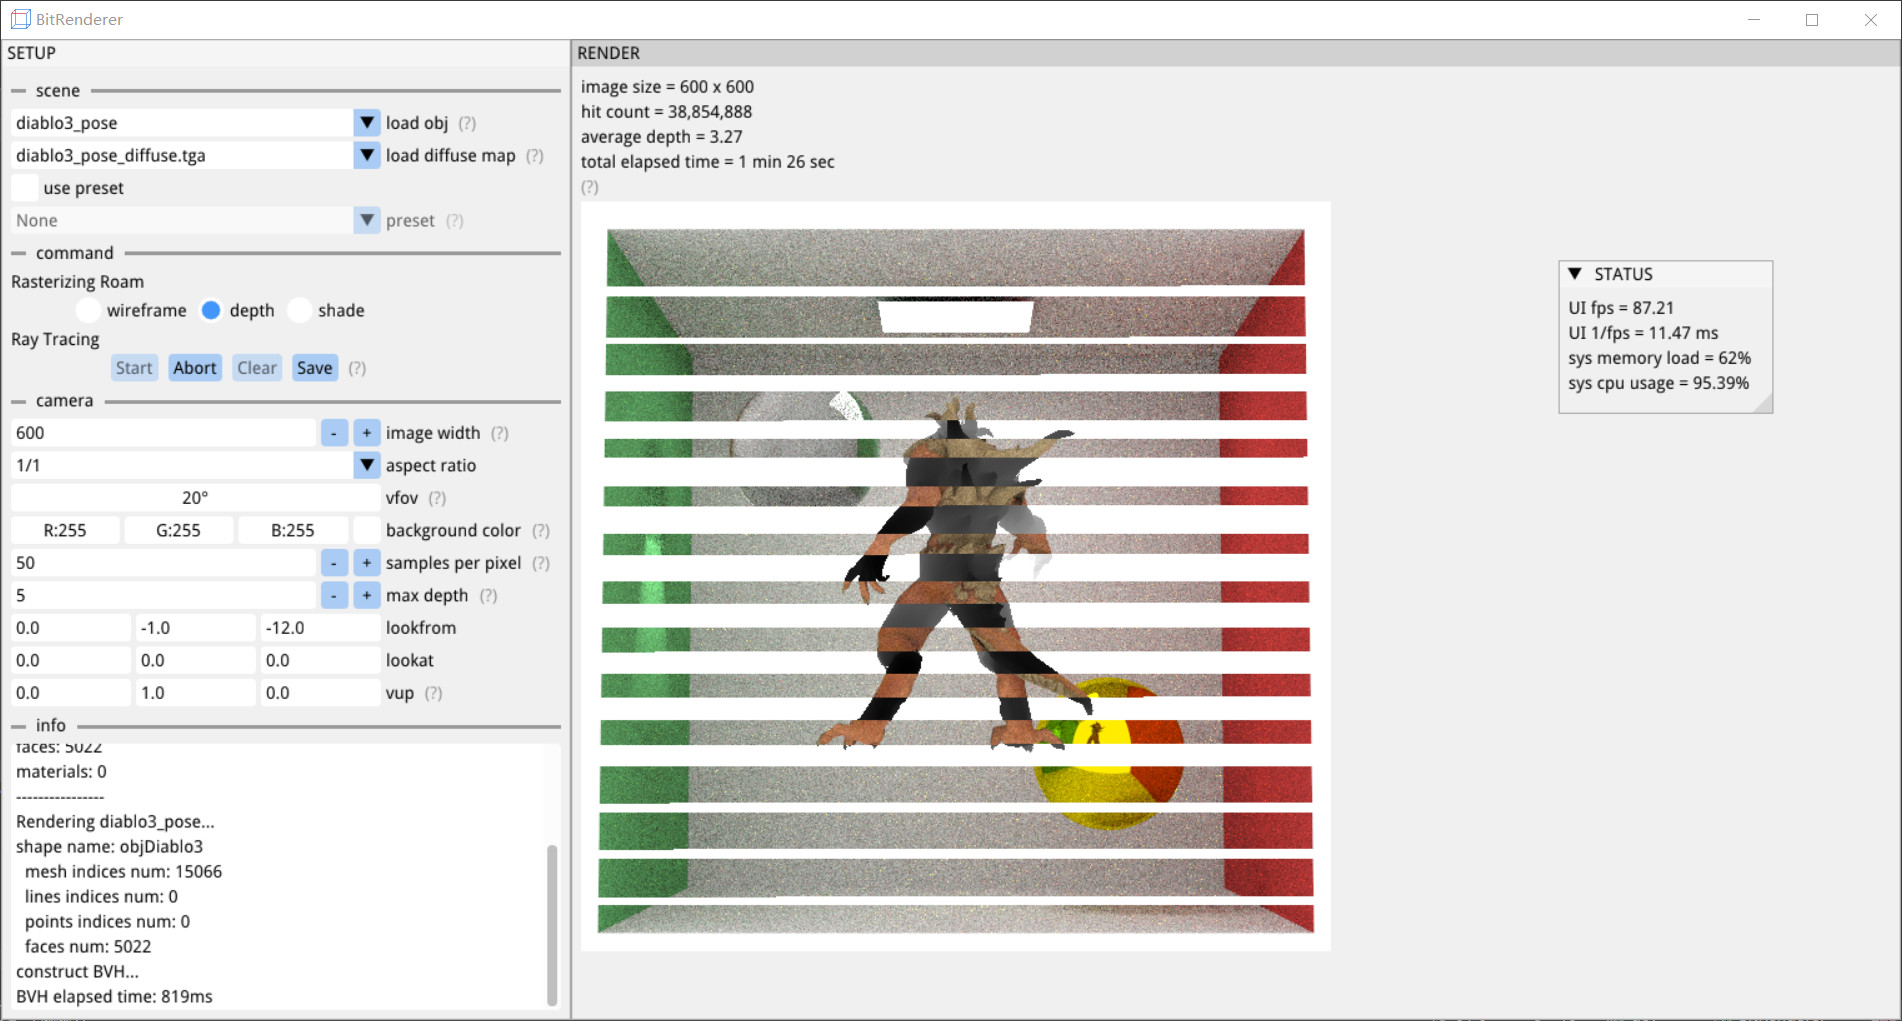 BitRenderer
SETUP
scene
diablo3_pose load obj (?)
diablo3_pose_diffuse.tga load diffuse map (?)
use preset
None preset (?)
command
Rasterizing Roam
wireframe depth shade
Ray Tracing
Start Abort Clear Save (?)
camera
600 - + image width (?)
1/1 aspect ratio
20° vfov (?)
R:255 G:255 B:255 background color (?)
50 - + samples per pixel (?)
5 - + max depth (?)
0.0 -1.0 -12.0 lookfrom
0.0 0.0 0.0 lookat
0.0 1.0 0.0 vup (?)
info
faces: 5022
materials: 0
----------------
Rendering diablo3_pose...
shape name: objDiablo3
mesh indices num: 15066
lines indices num: 0
points indices num: 0
faces num: 5022
construct BVH...
BVH elapsed time: 819ms
RENDER
image size = 600 x 600
hit count = 38,854,888
average depth = 3.27
total elapsed time = 1 min 26 sec
(?)
STATUS
UI fps = 87.21
UI 1/fps = 11.47 ms
sys memory load = 62%
sys cpu usage = 95.39%